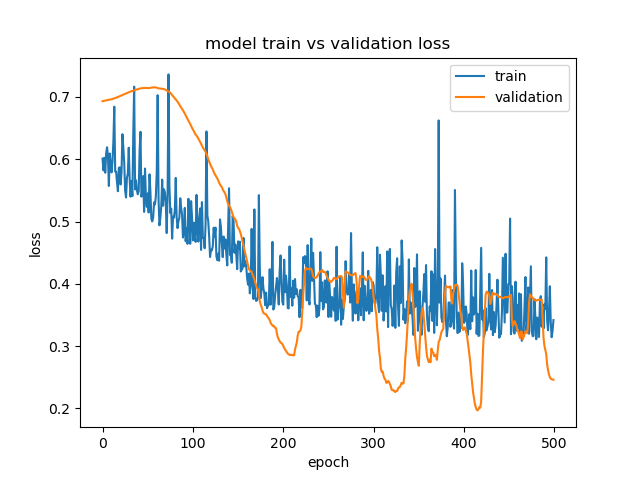 model train vs validation loss
train
validation
loss
0.7
0.6
0.5
0.4
0.3
0.2
0 100 200 300 400 500
epoch